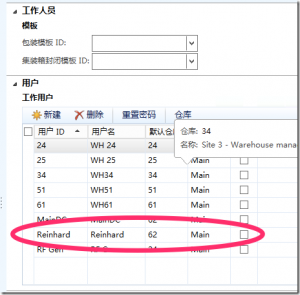 工作人员
模板
包装模板 ID:
集装箱封闭模板 ID:
用户
工作用户
新建 删除 重置密码 仓库
用户 ID 用户名 默认仓
仓库: 34
名称: Site 3 - Warehouse mana
24 WH 24 24
25 WH 25 25 Main
34 WH34 34 Main
51 WH51 51 Main
61 WH61 61 Main
MainDC MainDC 62 Main
Reinhard Reinhard 62 Main
RF Gen Main